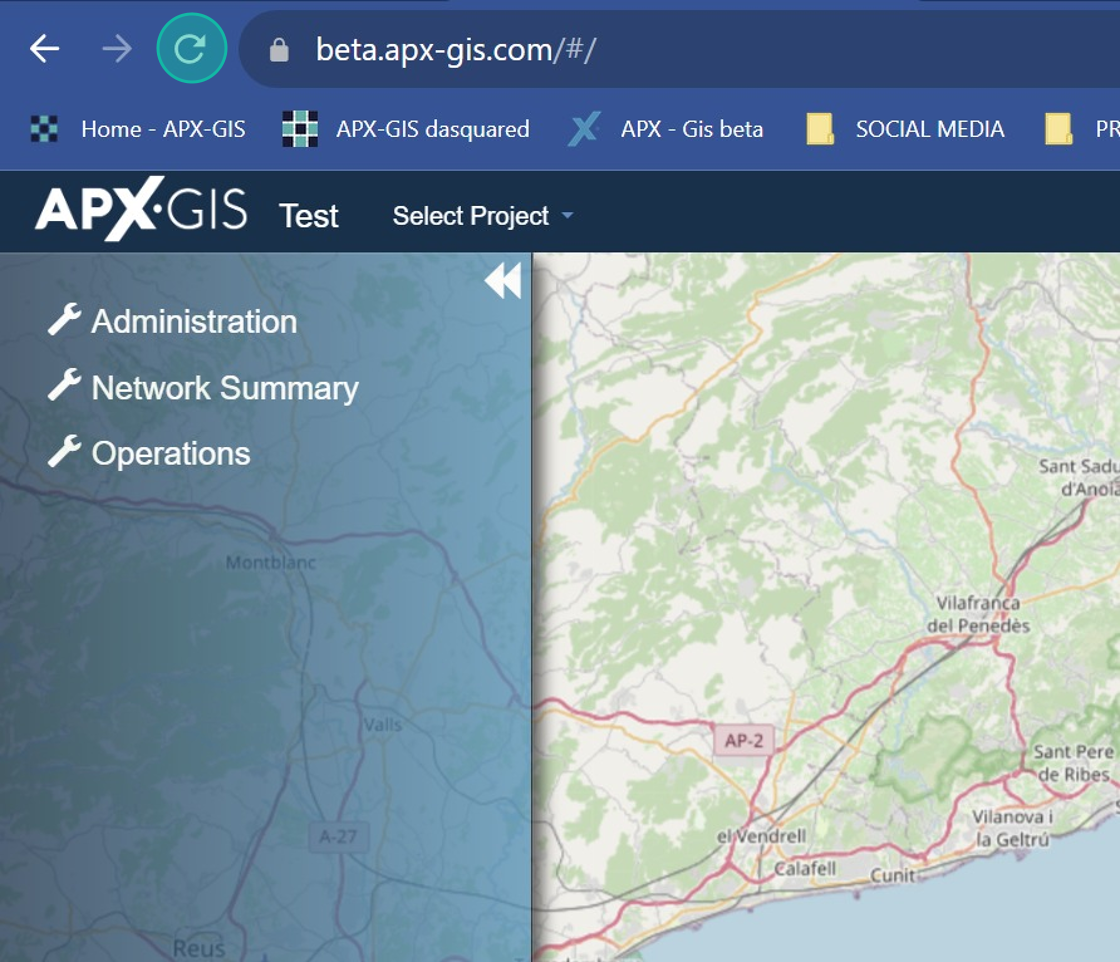 beta.apx-gis.com/#/
Home - APX-GIS
APX-GIS dasquared
APX - Gis beta
SOCIAL MEDIA
APX·GIS
Test
Select Project
Administration
Network Summary
Operations
Sant Sadu
d'Anoia
Montblanc
Vilafranca
del Penedès
Valls
AP-2
Sant Pere
de Ribes
Vilanova i
la Geltrú
A-27
el Vendrell
Calafell
Cunit
Reus